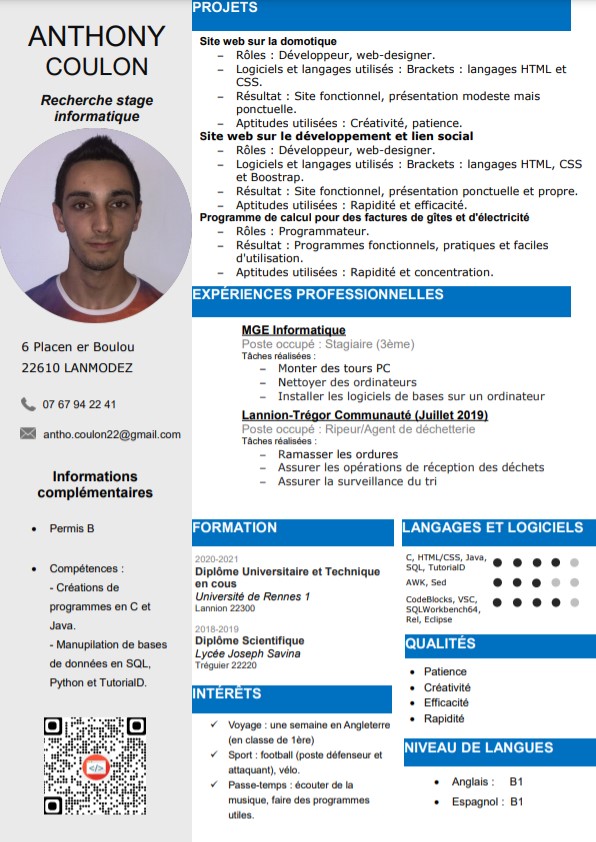 ANTHONY
COULON
Recherche stage
informatique
6 Placen er Boulou
22610 LANMODEZ
07 67 94 22 41
antho.coulon22@gmail.com
Informations
complémentaires
• Permis B
• Compétences :
- Créations de
programmes en C et
Java.
- Manupilation de bases
de données en SQL,
Python et TutorialD.
</>
PROJETS
Site web sur la domotique
– Rôles : Développeur, web-designer.
– Logiciels et langages utilisés : Brackets : langages HTML et
CSS.
– Résultat : Site fonctionnel, présentation modeste mais
ponctuelle.
– Aptitudes utilisées : Créativité, patience.
Site web sur le développement et lien social
– Rôles : Développeur, web-designer.
– Logiciels et langages utilisés : Brackets : langages HTML, CSS
et Boostrap.
– Résultat : Site fonctionnel, présentation ponctuelle et propre.
– Aptitudes utilisées : Rapidité et efficacité.
Programme de calcul pour des factures de gîtes et d'électricité
– Rôles : Programmateur.
– Résultat : Programmes fonctionnels, pratiques et faciles
d'utilisation.
– Aptitudes utilisées : Rapidité et concentration.
EXPÉRIENCES PROFESSIONNELLES
MGE Informatique
Poste occupé : Stagiaire (3ème)
Tâches réalisées :
– Monter des tours PC
– Nettoyer des ordinateurs
– Installer les logiciels de bases sur un ordinateur
Lannion-Trégor Communauté (Juillet 2019)
Poste occupé : Ripeur/Agent de déchetterie
Tâches réalisées :
– Ramasser les ordures
– Assurer les opérations de réception des déchets
– Assurer la surveillance du tri
FORMATION
2020-2021
Diplôme Universitaire et Technique
en cous
Université de Rennes 1
Lannion 22300
2018-2019
Diplôme Scientifique
Lycée Joseph Savina
Tréguier 22220
INTÉRÊTS
✓ Voyage : une semaine en Angleterre
(en classe de 1ère)
✓ Sport : football (poste défenseur et
attaquant), vélo.
✓ Passe-temps : écouter de la
musique, faire des programmes
utiles.
LANGAGES ET LOGICIELS
C, HTML/CSS, Java,
SQL, TutorialD
AWK, Sed
CodeBlocks, VSC,
SQLWorkbench64,
Rel, Eclipse
QUALITÉS
• Patience
• Créativité
• Efficacité
• Rapidité
NIVEAU DE LANGUES
• Anglais : B1
• Espagnol : B1